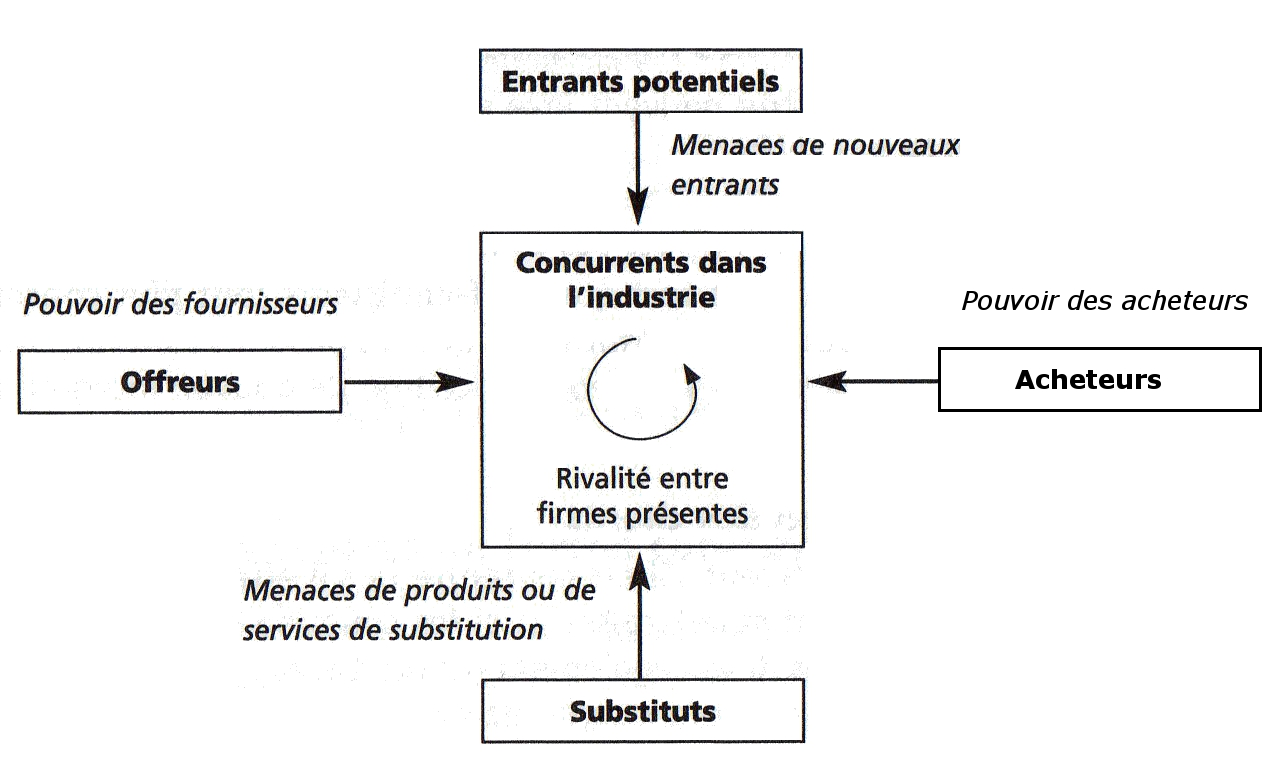 Entrants potentiels
Menaces de nouveaux
entrants
Concurrents dans
l'industrie
Pouvoir des fournisseurs
Pouvoir des acheteurs
Offreurs
Acheteurs
Rivalité entre
firmes présentes
Menaces de produits ou de
services de substitution
Substituts